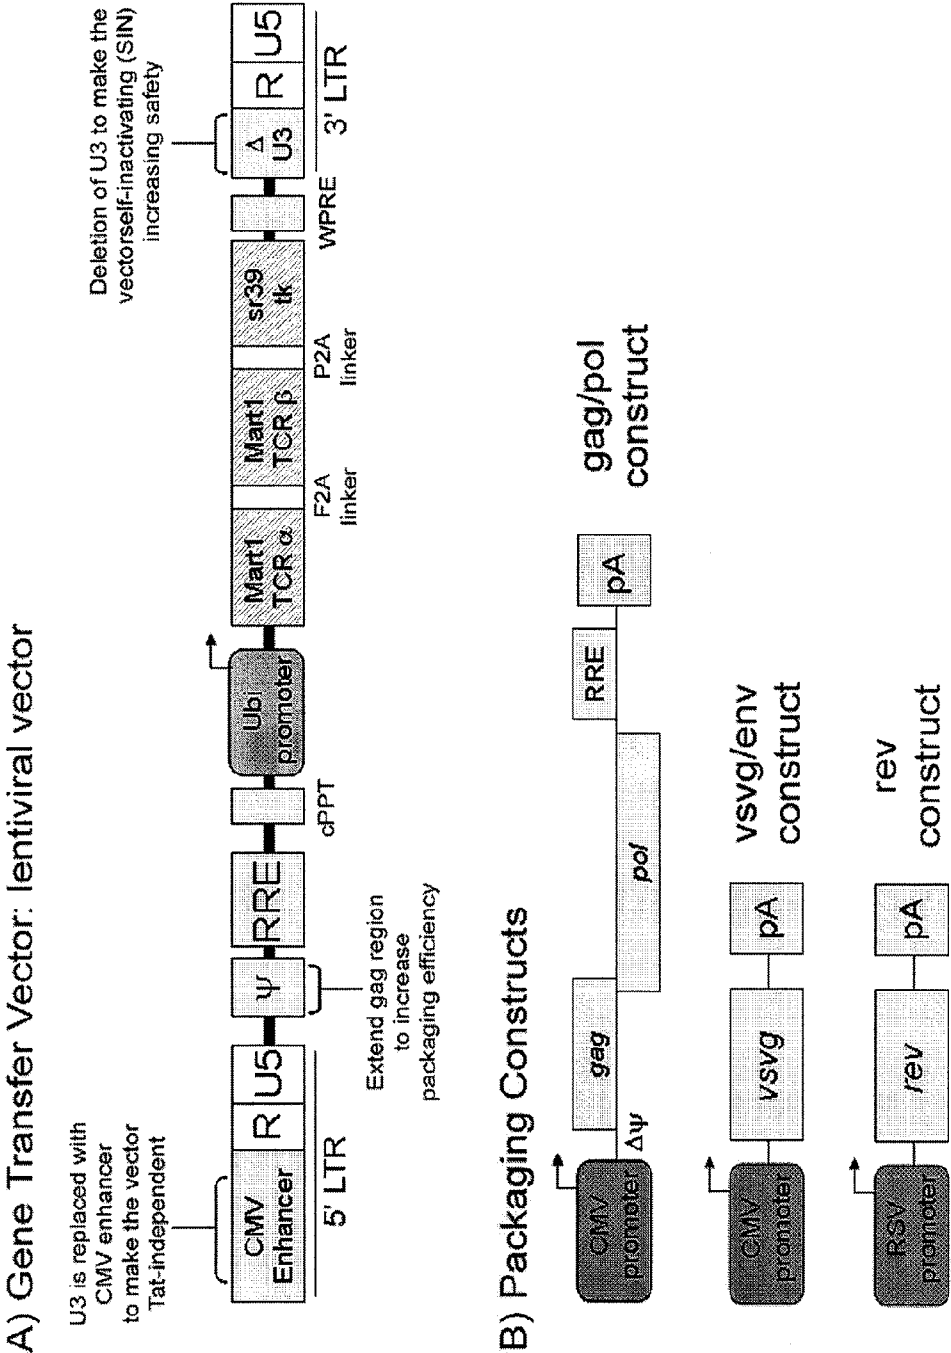 A) Gene Transfer Vector: lentiviral vector
U3 is replaced with
CMV enhancer
to make the vector
Tat-independent
Deletion of U3 to make the
vectorself-inactivating (SIN)
increasing safety
CMV
Enhancer
R
U5
Ψ
RRE
Ubi
promoter
Mart1
TCR α
Mart1
TCR β
sr39
tk
Δ
U3
R
U5
5' LTR
cPPT
F2A
linker
P2A
linker
WPRE
3' LTR
Extend gag region
to increase
packaging efficiency
B) Packaging Constructs
CMV
promoter
ΔΨ
gag
pol
RRE
pA
gag/pol
construct
CMV
promoter
vsvg
pA
vsvg/env
construct
RSV
promoter
rev
pA
rev
construct